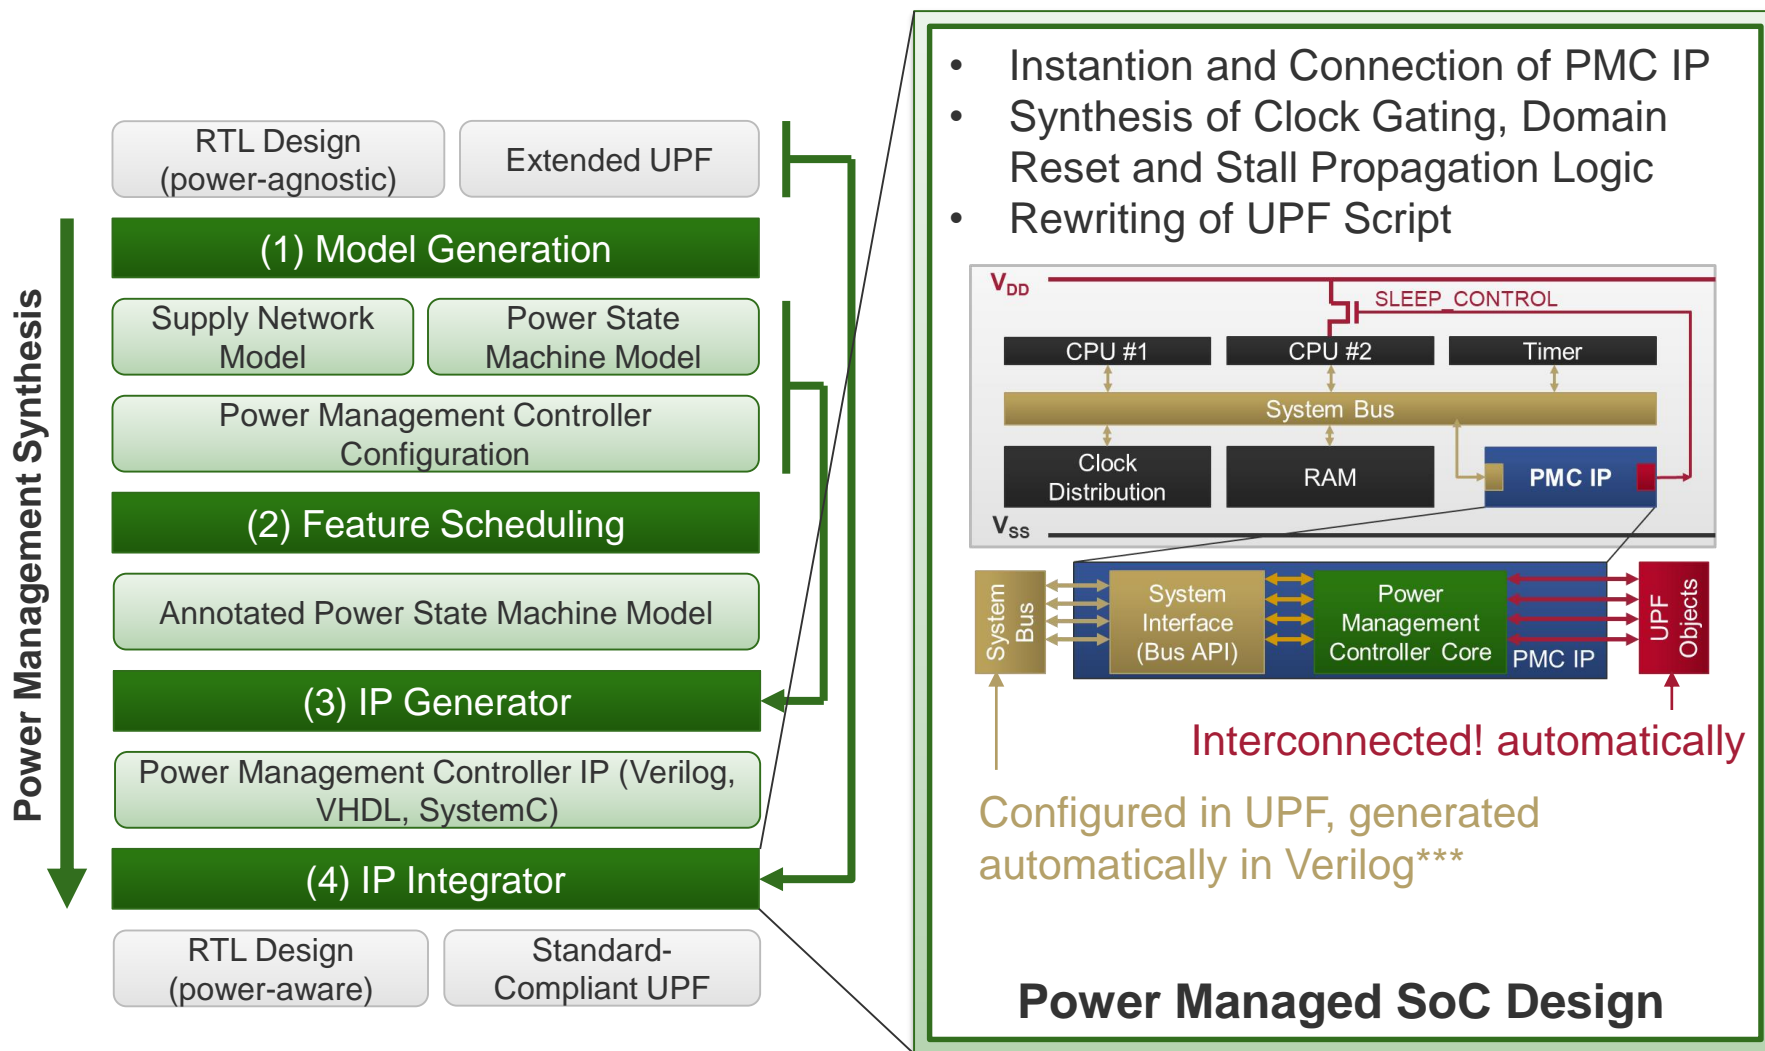 Power Management Synthesis
RTL Design
(power-agnostic)
Extended UPF
(1) Model Generation
Supply Network
Model
Power State
Machine Model
Power Management Controller
Configuration
(2) Feature Scheduling
Annotated Power State Machine Model
(3) IP Generator
Power Management Controller IP (Verilog,
VHDL, SystemC)
(4) IP Integrator
RTL Design
(power-aware)
Standard-
Compliant UPF
• Instantion and Connection of PMC IP
• Synthesis of Clock Gating, Domain
Reset and Stall Propagation Logic
• Rewriting of UPF Script
VDD
SLEEP_CONTROL
CPU #1
CPU #2
Timer
System Bus
Clock
Distribution
RAM
PMC IP
VSS
System
Bus
System
Interface
(Bus API)
Power
Management
Controller Core
PMC IP
UPF
Objects
Interconnected! automatically
Configured in UPF, generated
automatically in Verilog***
Power Managed SoC Design